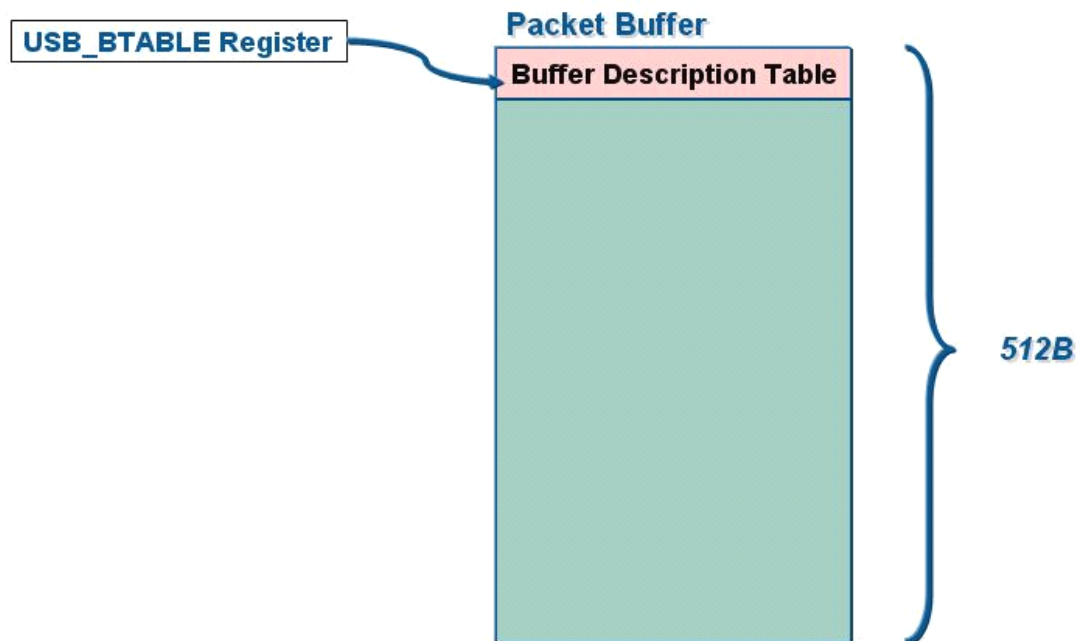 Packet Buffer
USB_BTABLE Register
Buffer Description Table
512B